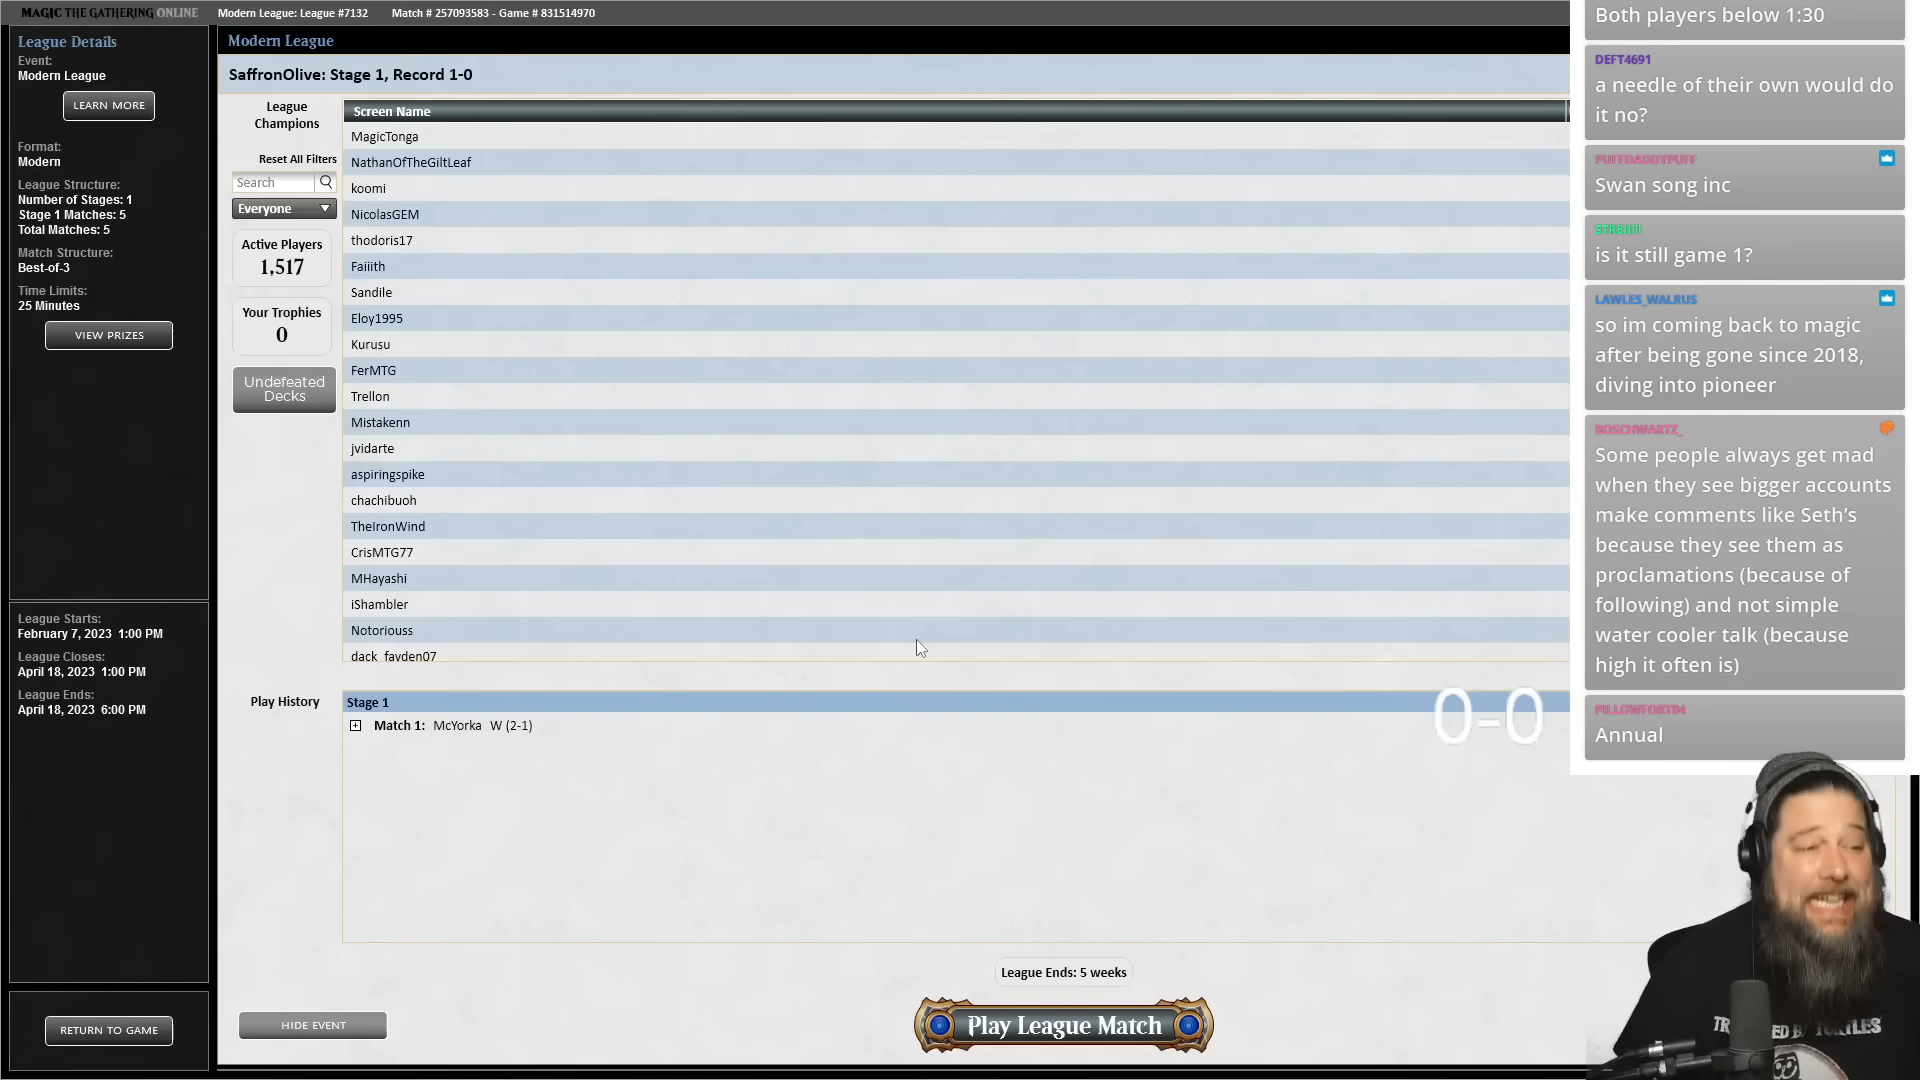 MAGIC THE GATHERING ONLINE
Modern League: League #7132 Match # 257093583 - Game # 831514970
League Details
Event:
Modern League
LEARN MORE
Format:
Modern
League Structure:
Number of Stages: 1
Stage 1 Matches: 5
Total Matches: 5
Match Structure:
Best-of-3
Time Limits:
25 Minutes
VIEW PRIZES
League Starts:
February 7, 2023 1:00 PM
League Closes:
April 18, 2023 1:00 PM
League Ends:
April 18, 2023 6:00 PM
RETURN TO GAME
Modern League
SaffronOlive: Stage 1, Record 1-0
League
Champions
Reset All Filters
Search
Everyone
Active Players
1,517
Your Trophies
0
Undefeated
Decks
Screen Name
MagicTonga
NathanOfTheGiltLeaf
koomi
NicolasGEM
thodoris17
Faiiith
Sandile
Eloy1995
Kurusu
FerMTG
Trellon
Mistakenn
jvidarte
aspiringspike
chachibuoh
TheIronWind
CrisMTG77
MHayashi
iShambler
Notoriouss
dack_fayden07
Play History
Stage 1
Match 1: McYorka W (2-1)
0-0
League Ends: 5 weeks
HIDE EVENT
Play League Match
Both players below 1:30
DEFT4691
a needle of their own would do
it no?
PUFFDADDYPUFF
Swan song inc
is it still game 1?
LAWLES_WALRUS
so im coming back to magic
after being gone since 2018,
diving into pioneer
BOSCHWARTZ_
Some people always get mad
when they see bigger accounts
make comments like Seth's
because they see them as
proclamations (because of
following) and not simple
water cooler talk (because
high it often is)
Annual